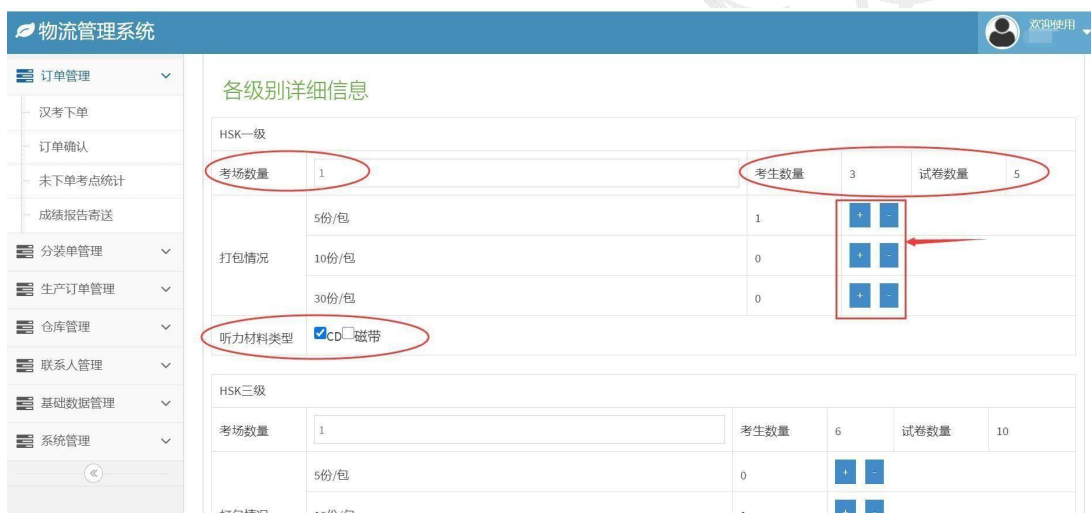 物流管理系统
欢迎使用
订单管理
汉考下单
订单确认
未下单考点统计
成绩报告寄送
分装单管理
生产订单管理
仓库管理
联系人管理
基础数据管理
系统管理
各级别详细信息
HSK一级
考场数量 1 考生数量 3 试卷数量 5
5份/包 1 + -
打包情况 10份/包 0 + -
30份/包 0 + -
听力材料类型 CD 磁带
HSK三级
考场数量 1 考生数量 6 试卷数量 10
5份/包 0 + -